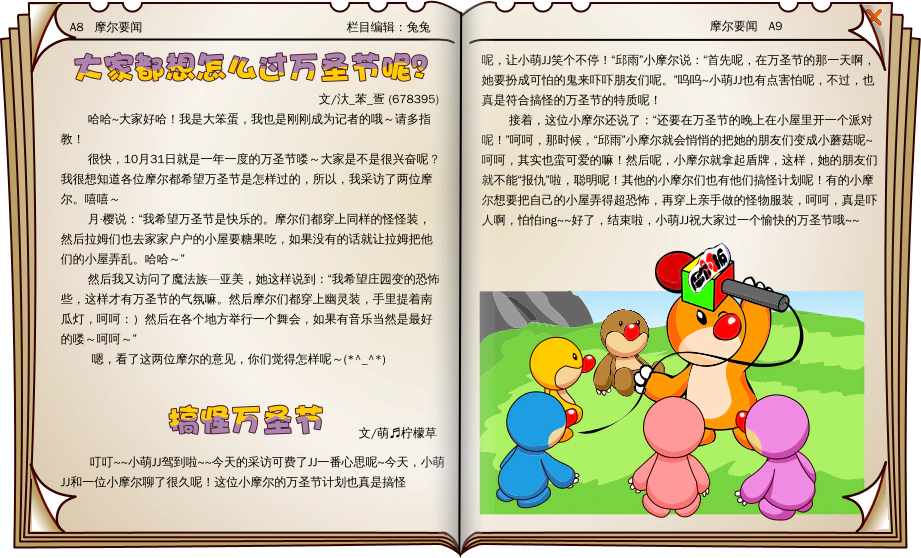 A8 摩尔要闻
栏目编辑：兔兔
大家都想怎么过万圣节呢？
文/汰_苤_疍 (678395)
哈哈~大家好哈！我是大笨蛋，我也是刚刚成为记者的哦～请多指
教！
很快，10月31日就是一年一度的万圣节喽～大家是不是很兴奋呢？
我很想知道各位摩尔都希望万圣节是怎样过的，所以，我采访了两位摩
尔。嘻嘻～
月·樱说：“我希望万圣节是快乐的。摩尔们都穿上同样的怪怪装，
然后拉姆们也去家家户户的小屋要糖果吃，如果没有的话就让拉姆把他
们的小屋弄乱。哈哈～”
然后我又访问了魔法族—亚美，她这样说到：“我希望庄园变的恐怖
些，这样才有万圣节的气氛嘛。然后摩尔们都穿上幽灵装，手里提着南
瓜灯，呵呵：）然后在各个地方举行一个舞会，如果有音乐当然是最好
的喽～呵呵～”
嗯，看了这两位摩尔的意见，你们觉得怎样呢～(*^_^*)
搞怪万圣节
文/萌♫柠檬草
叮叮~~小萌JJ驾到啦~~今天的采访可费了JJ一番心思呢~今天，小萌
JJ和一位小摩尔聊了很久呢！这位小摩尔的万圣节计划也真是搞怪
摩尔要闻 A9
呢，让小萌JJ笑个不停！“邱雨”小摩尔说：“首先呢，在万圣节的那一天啊，
她要扮成可怕的鬼来吓吓朋友们呢。”呜呜~小萌JJ也有点害怕呢，不过，也
真是符合搞怪的万圣节的特质呢！
接着，这位小摩尔还说了：“还要在万圣节的晚上在小屋里开一个派对
呢！”呵呵，那时候，“邱雨”小摩尔就会悄悄的把她的朋友们变成小蘑菇呢~
呵呵，其实也蛮可爱的嘛！然后呢，小摩尔就拿起盾牌，这样，她的朋友们
就不能“报仇”啦，聪明呢！其他的小摩尔们也有他们搞怪计划呢！有的小摩
尔想要把自己的小屋弄得超恐怖，再穿上亲手做的怪物服装，呵呵，真是吓
人啊，怕怕ing~~好了，结束啦，小萌JJ祝大家过一个愉快的万圣节哦~~